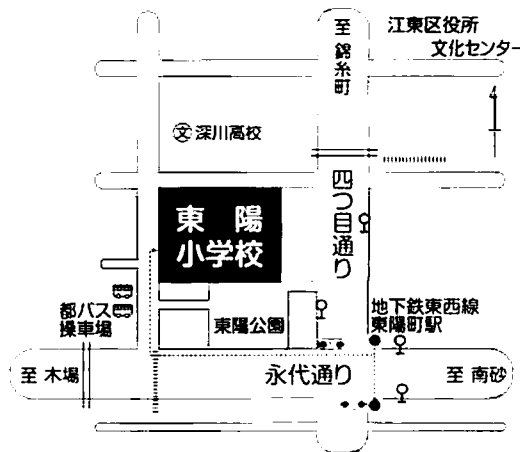 江東区役所
文化センター
至 錦糸町
文 深川高校
四つ目通り
東陽
小学校
都バス
操車場
東陽公園
地下鉄東西線
東陽町駅
至 木場
永代通り
至 南砂